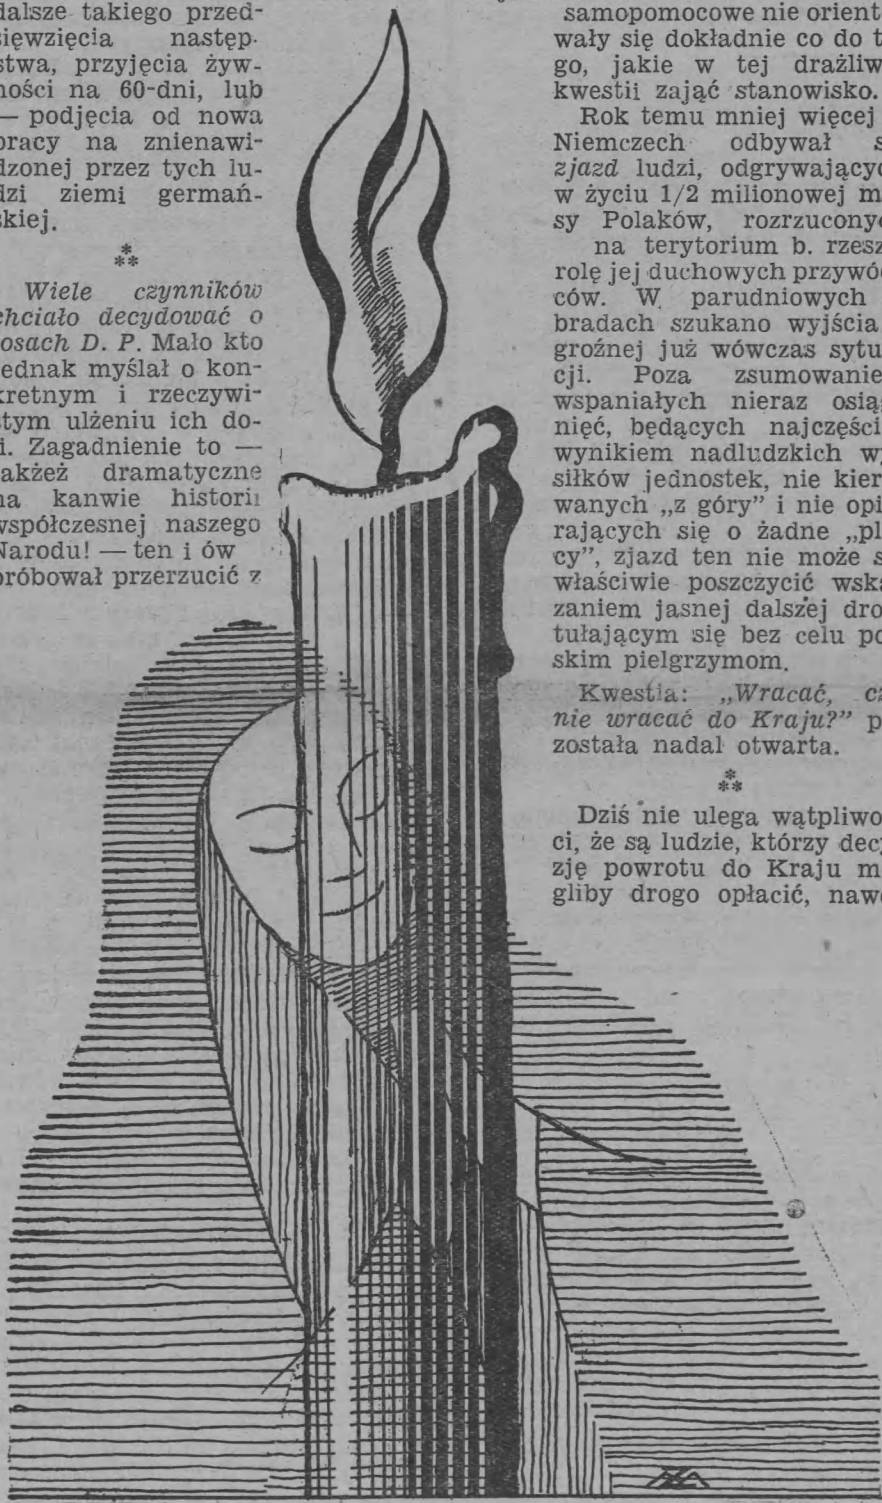 dalsze takiego przed-
sięwzięcia następ-
stwa, przyjęcia żyw-
ności na 60-dni, lub
— podjęcia od nowa
pracy na znienawi-
dzonej przez tych lu-
dzi ziemi germań-
skiej.
*
**
Wiele czynników
chciało decydować o
losach D. P. Mało kto
jednak myślał o kon-
kretnym i rzeczywi-
stym ulżeniu ich do-
li. Zagadnienie to —
jakżeż dramatyczne
na kanwie historii
współczesnej naszego
Narodu! — ten i ów
próbował przerzucić z
samopomocowe nie orient
wały się dokładnie co do t
go, jakie w tej drażliw
kwestii zająć stanowisko.
Rok temu mniej więcej
Niemczech odbywał s
zjazd ludzi, odgrywając
w życiu 1/2 milionowej m
sy Polaków, rozrzucony
na terytorium b. rzesz
rolę jej duchowych przywó
ców. W parudniowych
bradach szukano wyjścia
groźnej już wówczas sytu
cji. Poza zsumowanie
wspaniałych nieraz osią
nięć, będących najczęści
wynikiem nadludzkich wy
siłków jednostek, nie kier
wanych „z góry” i nie opi
rających się o żadne „pl
cy”, zjazd ten nie może s
właściwie poszczycić wska
zaniem jasnej dalszej dro
tułającym się bez celu po
skim pielgrzymom.
Kwestia: „Wracać, cz
nie wracać do Kraju?” p
została nadal otwarta.
*
**
Dziś nie ulega wątpliwo
ci, że są ludzie, którzy decy
zję powrotu do Kraju m
gliby drogo opłacić, naw